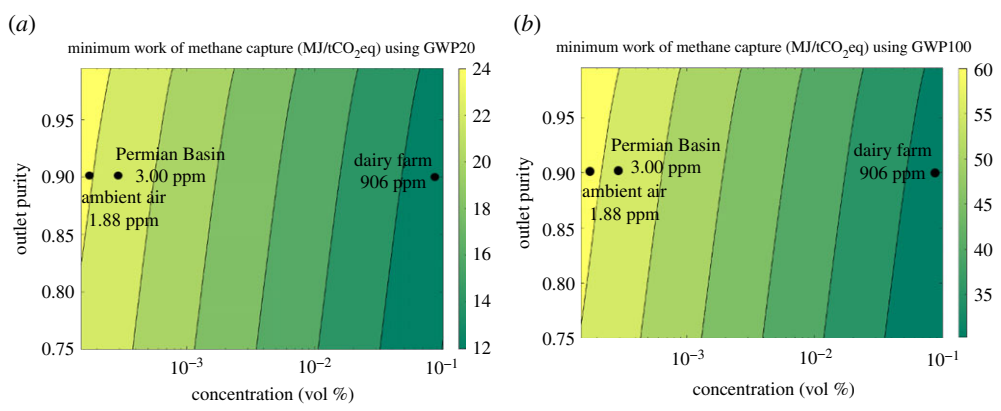 (a)
minimum work of methane capture (MJ/tCO₂eq) using GWP20
outlet purity
0.95
0.90
0.85
0.80
0.75
Permian Basin
3.00 ppm
ambient air
1.88 ppm
dairy farm
906 ppm
10⁻³
10⁻²
10⁻¹
concentration (vol %)
24
22
20
18
16
14
12
(b)
minimum work of methane capture (MJ/tCO₂eq) using GWP100
outlet purity
0.95
0.90
0.85
0.80
0.75
Permian Basin
3.00 ppm
ambient air
1.88 ppm
dairy farm
906 ppm
10⁻³
10⁻²
10⁻¹
concentration (vol %)
60
55
50
45
40
35